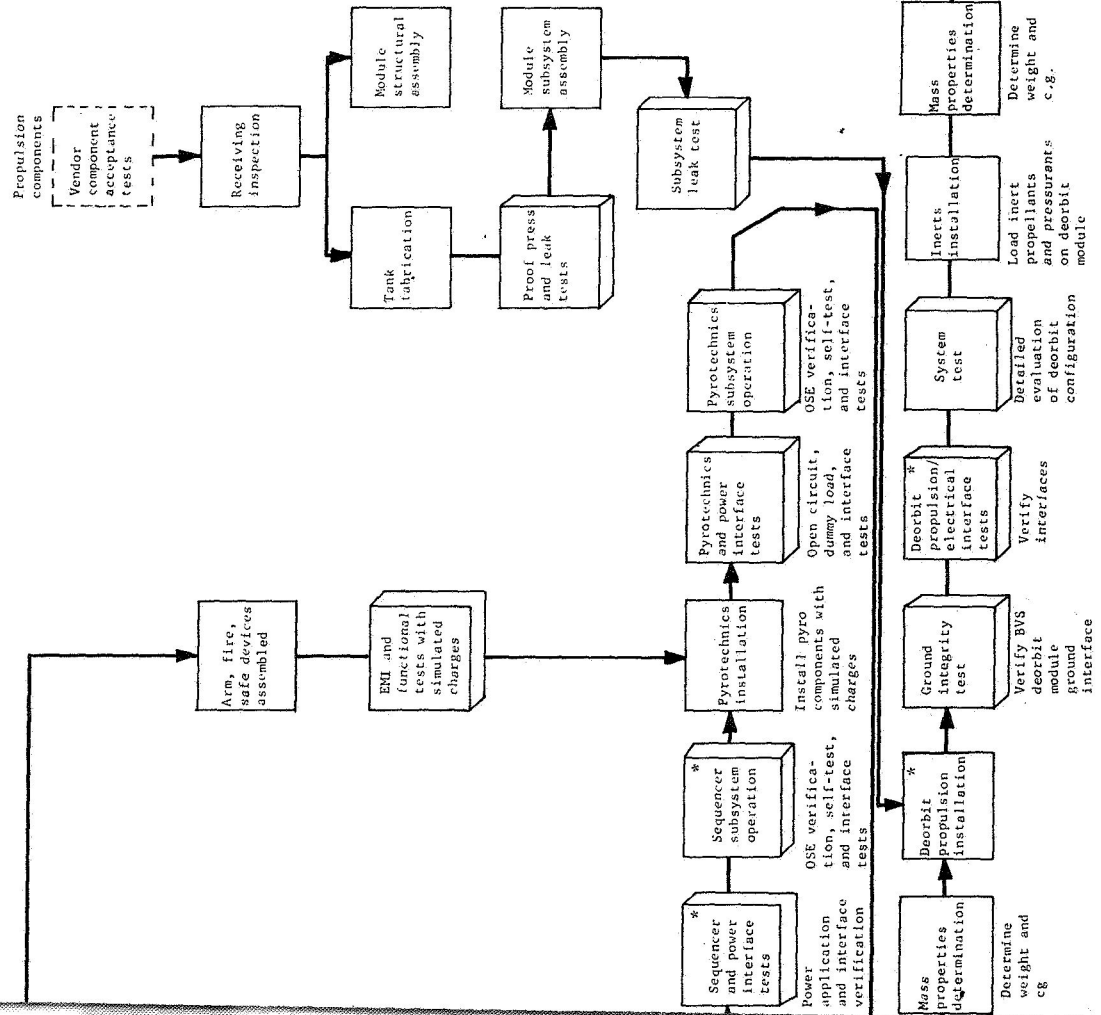 Propulsion
components
Vendor
component
acceptance
tests
Receiving
inspection
Module
structural
assembly
Tank
fabrication
Proof press
and leak
tests
Module
subsystem
assembly
Subsystem
leak test
Arm, fire,
safe devices
assembled
EMI and
functional
tests with
simulated
charges
*
Sequencer
and power
interface
tests
Power
application
and interface
verification
*
Sequencer
subsystem
operation
OSE verifica-
tion, self-test,
and interface
tests
Pyrotechnics
installation
Install pyro
components with
simulated
charges
Pyrotechnics
and power
interface
tests
Open circuit,
dummy load,
and interface
tests
Pyrotechnics
subsystem
operation
OSE verifica-
tion, self-test,
and interface
tests
Mass
properties
determination
Determine
weight and
cg
*
Deorbit
propulsion
installation
Ground
integrity
test
Verify BVS
deorbit
module
ground
interface
*
Deorbit
propulsion/
electrical
interface
tests
Verify
interfaces
System
test
Detailed
evaluation
of deorbit
configuration
Inerts
installation
Load inert
propellants
and pressurants
on deorbit
module
Mass
properties
determination
Determine
weight and
c.g.